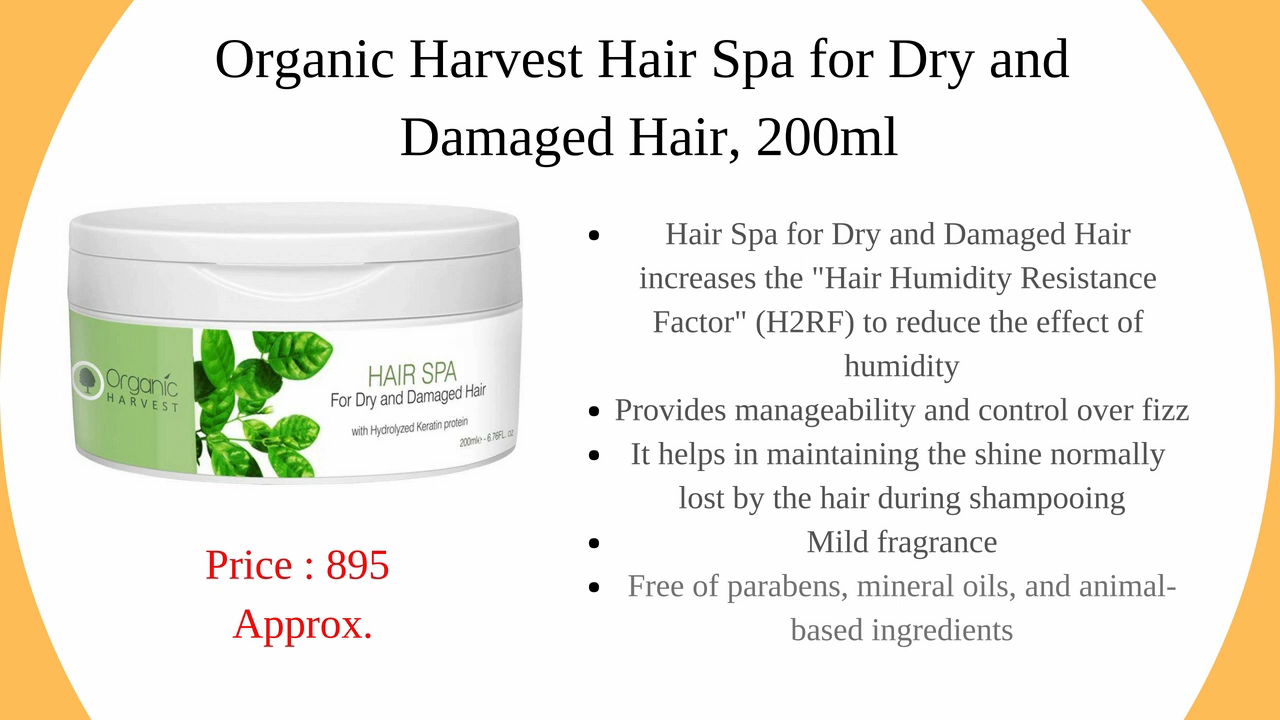 Organic Harvest Hair Spa for Dry and
Damaged Hair, 200ml
Organic
HARVEST
HAIR SPA
For Dry and Damaged Hair
with Hydrolyzed Keratin protein
200ml℮ - 6.76FL. oz
Price : 895
Approx.
• Hair Spa for Dry and Damaged Hair
increases the "Hair Humidity Resistance
Factor" (H2RF) to reduce the effect of
humidity
• Provides manageability and control over fizz
• It helps in maintaining the shine normally
lost by the hair during shampooing
• Mild fragrance
• Free of parabens, mineral oils, and animal-
based ingredients